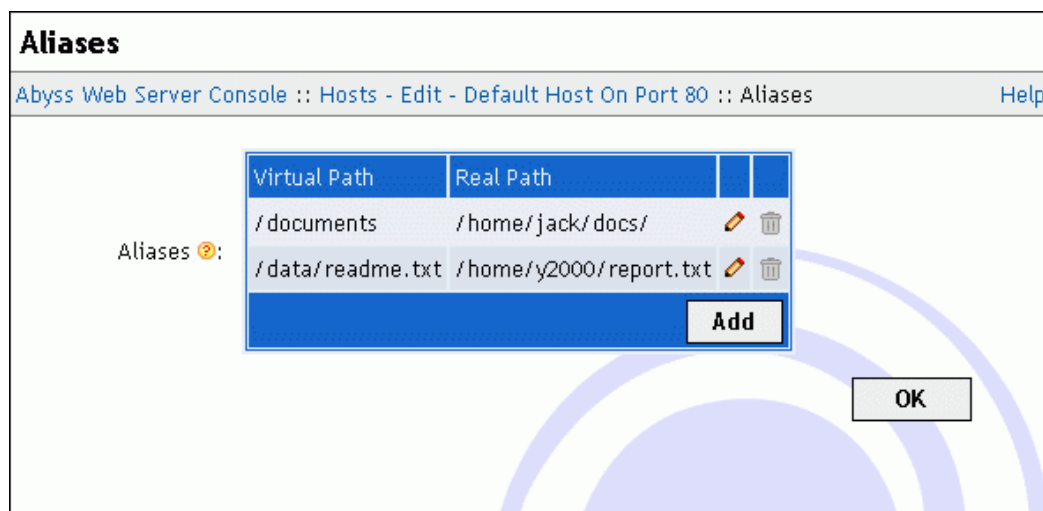 Aliases
Abyss Web Server Console :: Hosts - Edit - Default Host On Port 80 :: Aliases Help
Virtual Path Real Path
/documents /home/jack/docs/
Aliases ?:
/data/readme.txt /home/y2000/report.txt
Add
OK